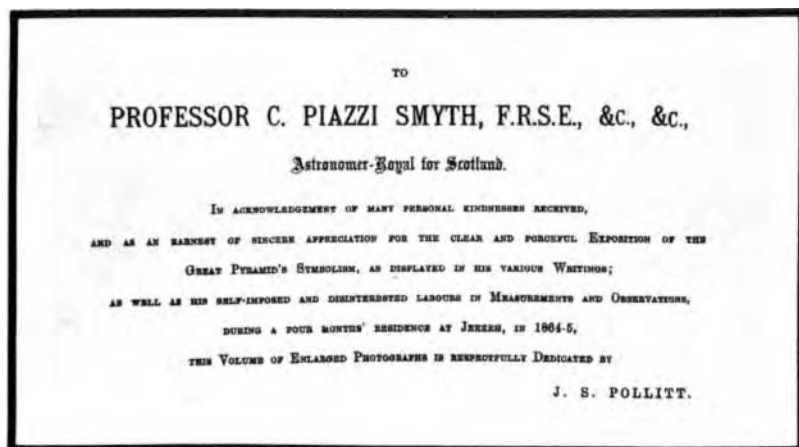 TO
PROFESSOR C. PIAZZI SMYTH, F.R.S.E., &c., &c.,
Astronomer-Royal for Scotland.
In acknowledgement of many personal kindnesses received,
and as an earnest of sincere appreciation for the clear and forceful Exposition of the
Great Pyramid's Symbolism, as displayed in his various Writings;
as well as his self-imposed and disinterested labours in Measurements and Observations,
during a four months' residence at Jeezeh, in 1864-5,
this Volume of Enlarged Photographs is respectfully Dedicated by
J. S. POLLITT.